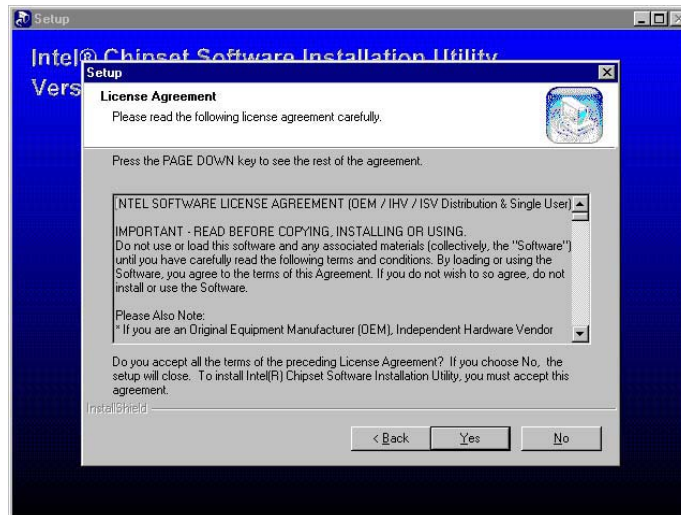 Setup
Intel® Chipset Software Installation Utility
Vers
Setup
License Agreement
Please read the following license agreement carefully.
Press the PAGE DOWN key to see the rest of the agreement.
INTEL SOFTWARE LICENSE AGREEMENT (OEM / IHV / ISV Distribution & Single User)
IMPORTANT - READ BEFORE COPYING, INSTALLING OR USING.
Do not use or load this software and any associated materials (collectively, the "Software")
until you have carefully read the following terms and conditions. By loading or using the
Software, you agree to the terms of this Agreement. If you do not wish to so agree, do not
install or use the Software.
Please Also Note:
* If you are an Original Equipment Manufacturer (OEM), Independent Hardware Vendor
Do you accept all the terms of the preceding License Agreement? If you choose No, the
setup will close. To install Intel(R) Chipset Software Installation Utility, you must accept this
agreement.
InstallShield
< Back
Yes
No